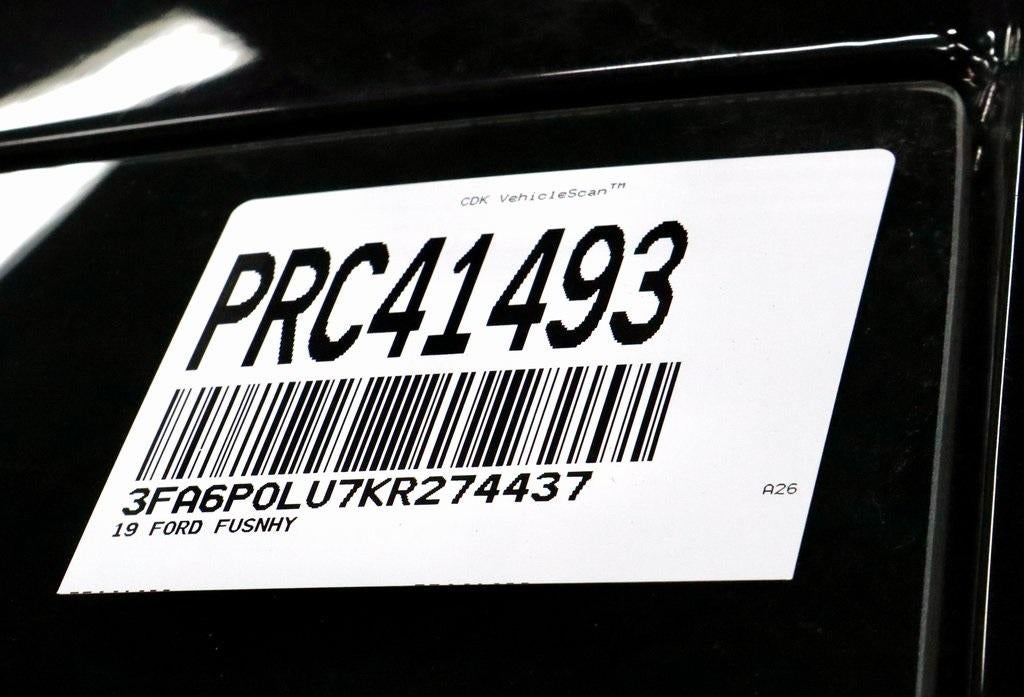 CDK VehicleScan™
PRC41493
3FA6P0LU7KR274437
19 FORD FUSNHY
A26